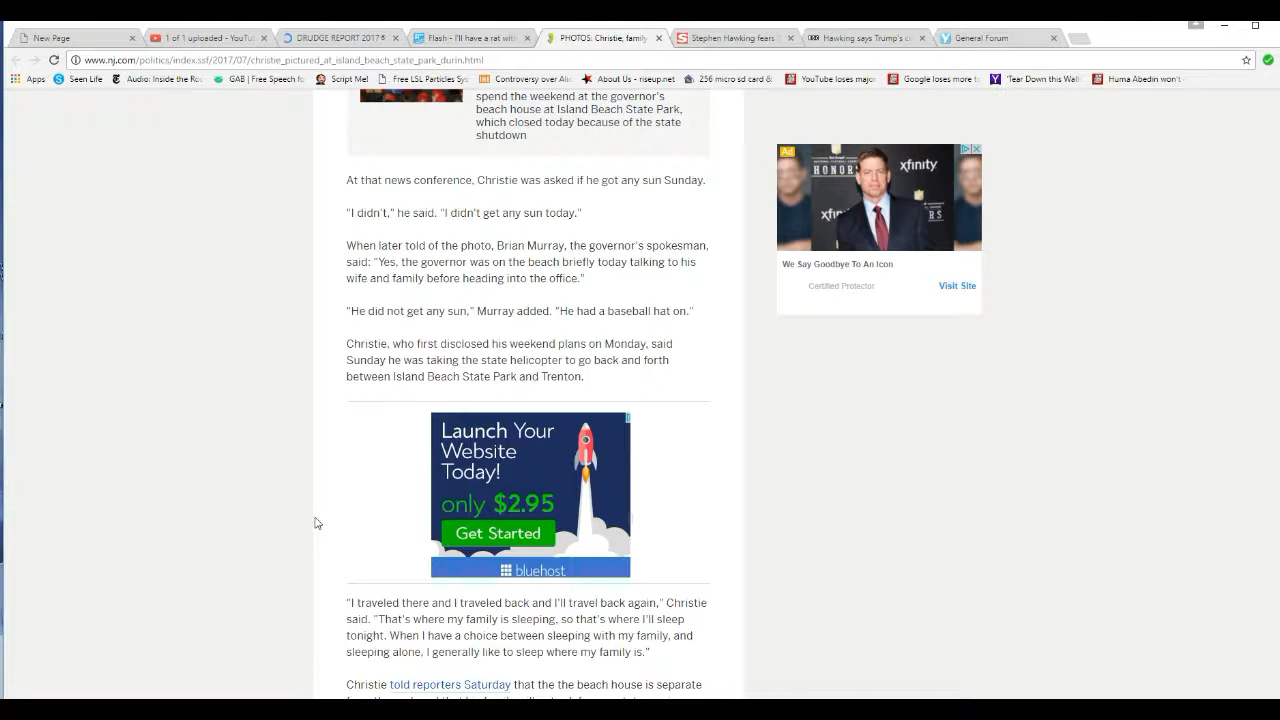 New Page
1 of 1 uploaded - YouTu
DRUDGE REPORT 2017®
Flash - I'll have a rat with
PHOTOS: Christie, family
Stephen Hawking fears
Hawking says Trump's cl
General Forum
www.nj.com/politics/index.ssf/2017/07/christie_pictured_at_island_beach_state_park_durin.html
Apps
Seen Life
Audio: Inside the Ro
GAB | Free Speech fo
Script Me!
Free LSL Particles Sys
Controversy over Ali
About Us - riseup.net
256 micro sd card &
YouTube loses major
Google loses more t
'Tear Down this Wall
Huma Abedin won't
spend the weekend at the governor's
beach house at Island Beach State Park,
which closed today because of the state
shutdown
At that news conference, Christie was asked if he got any sun Sunday.
"I didn't," he said. "I didn't get any sun today."
When later told of the photo, Brian Murray, the governor's spokesman,
said: "Yes, the governor was on the beach briefly today talking to his
wife and family before heading into the office."
"He did not get any sun," Murray added. "He had a baseball hat on."
Christie, who first disclosed his weekend plans on Monday, said
Sunday he was taking the state helicopter to go back and forth
between Island Beach State Park and Trenton.
Launch Your
Website
Today!
only $2.95
Get Started
bluehost
"I traveled there and I traveled back and I'll travel back again," Christie
said. "That's where my family is sleeping, so that's where I'll sleep
tonight. When I have a choice between sleeping with my family, and
sleeping alone, I generally like to sleep where my family is."
Christie told reporters Saturday that the the beach house is separate
Ad
HONORS
xfinity
We Say Goodbye To An Icon
Certified Protector
Visit Site